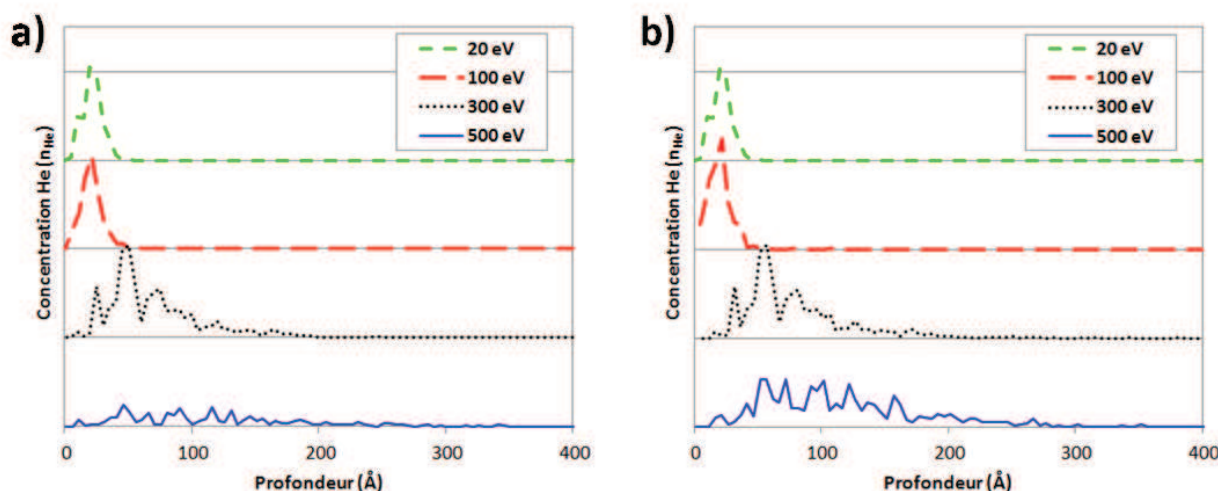 a)
20 eV
100 eV
300 eV
500 eV
Concentration He (nHe)
0 100 200 300 400
Profondeur (Å)
b)
20 eV
100 eV
300 eV
500 eV
Concentration He (nHe)
0 100 200 300 400
Profondeur (Å)